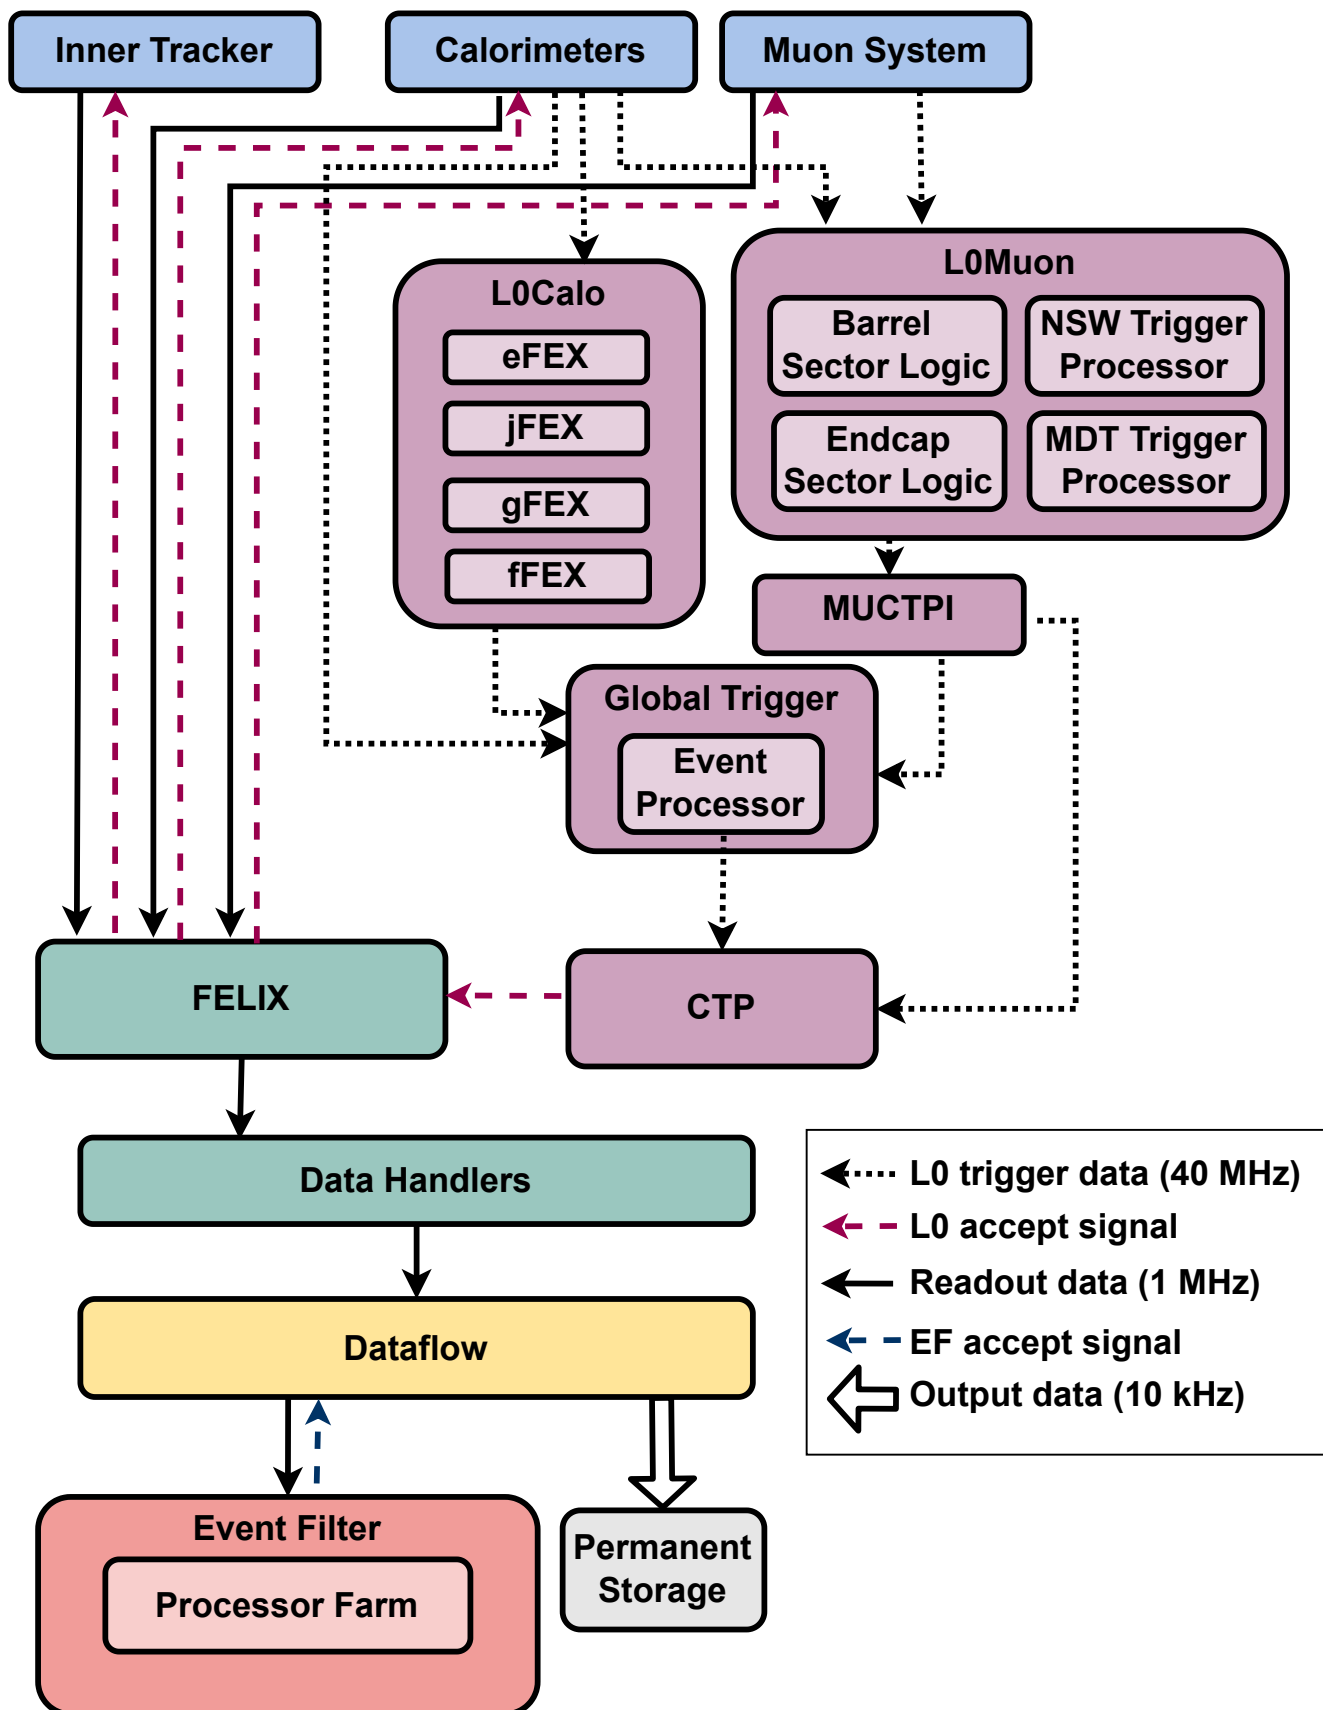 Inner Tracker
Calorimeters
Muon System
L0Calo
eFEX
jFEX
gFEX
fFEX
L0Muon
Barrel
Sector Logic
NSW Trigger
Processor
Endcap
Sector Logic
MDT Trigger
Processor
MUCTPI
Global Trigger
Event
Processor
FELIX
CTP
Data Handlers
Dataflow
Event Filter
Processor Farm
Permanent
Storage
L0 trigger data (40 MHz)
L0 accept signal
Readout data (1 MHz)
EF accept signal
Output data (10 kHz)